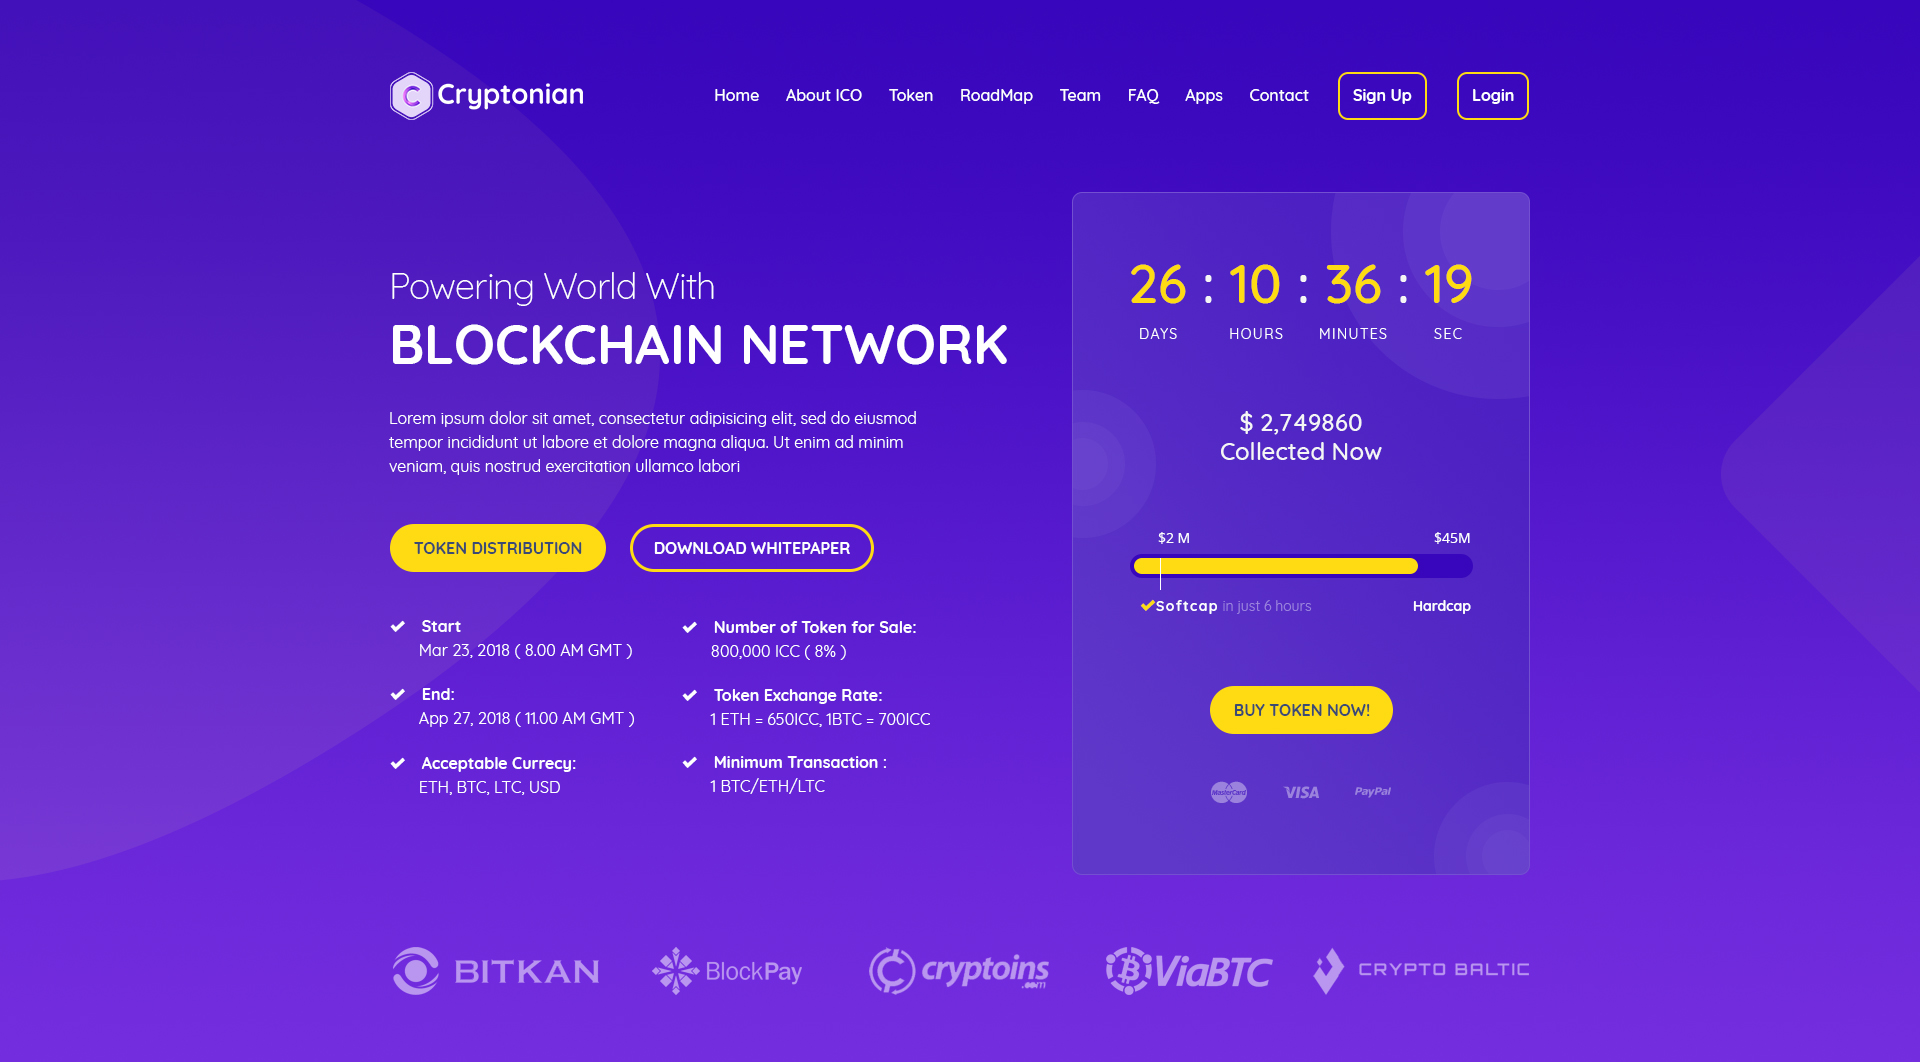 Cryptonian
Home About ICO Token RoadMap Team FAQ Apps Contact Sign Up Login
Powering World With
BLOCKCHAIN NETWORK
Lorem ipsum dolor sit amet, consectetur adipisicing elit, sed do eiusmod
tempor incididunt ut labore et dolore magna aliqua. Ut enim ad minim
veniam, quis nostrud exercitation ullamco labori
TOKEN DISTRIBUTION DOWNLOAD WHITEPAPER
Start
Mar 23, 2018 ( 8.00 AM GMT )
End:
App 27, 2018 ( 11.00 AM GMT )
Acceptable Currecy:
ETH, BTC, LTC, USD
Number of Token for Sale:
800,000 ICC ( 8% )
Token Exchange Rate:
1 ETH = 650ICC, 1BTC = 700ICC
Minimum Transaction :
1 BTC/ETH/LTC
26 : 10 : 36 : 19
DAYS HOURS MINUTES SEC
$ 2,749860
Collected Now
$2 M $45M
Softcap in just 6 hours Hardcap
BUY TOKEN NOW!
MasterCard VISA PayPal
BITKAN BlockPay cryptoins.com ViaBTC CRYPTO BALTIC